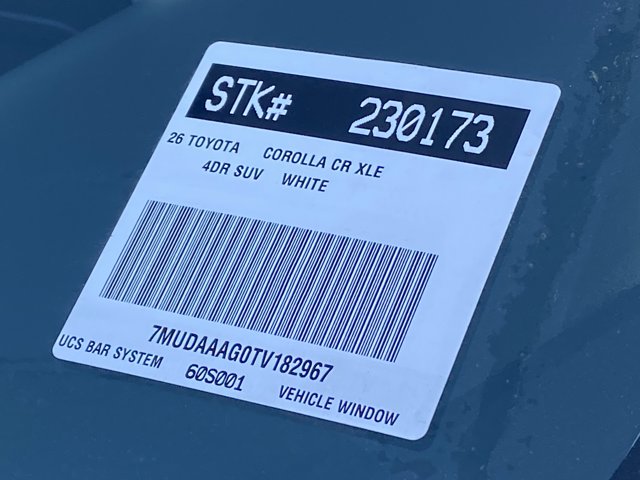 STK# 230173
26 TOYOTA COROLLA CR XLE
4DR SUV WHITE
7MUDAAAG0TV182967
UCS BAR SYSTEM 60S001 VEHICLE WINDOW